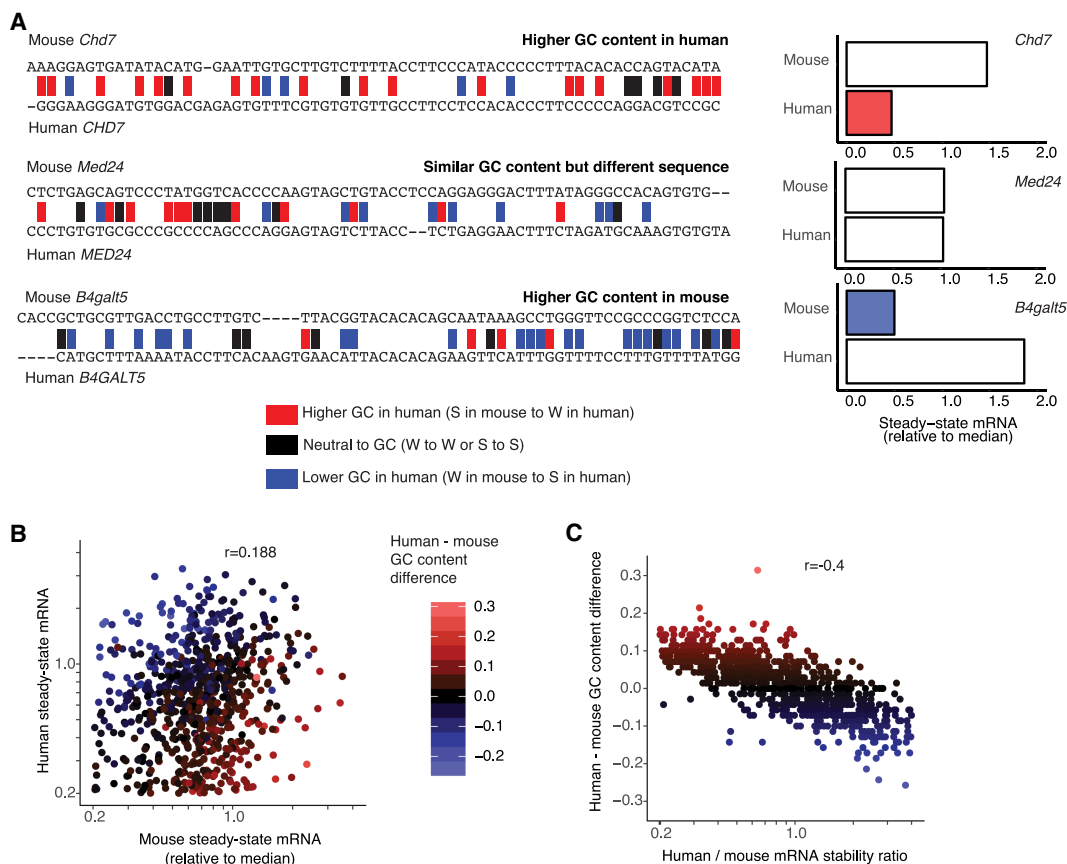 A
Mouse Chd7
Higher GC content in human
AAAGGAGTGATATACATG-GAATTGTGCTTGTCTTTTACCTTCCCATACCCCCTTTACACACCAGTACATA
-GGGAAGGGATGTGGACGAGAGTGTTTCGTGTGTGTTGCCTTCCTCCACACCCTTCCCCCAGGACGTCCGC
Human CHD7
Mouse Med24
Similar GC content but different sequence
CTCTGAGCAGTCCCTATGGTCACCCCAAGTAGCTGTACCTCCAGGAGGGACTTTATAGGGCCACAGTGTG--
CCCTGTGTGCGCCCGCCCCAGCCCAGGAGTAGTCTTACC--TCTGAGGAACTTTCTAGATGCAAAGTGTGTA
Human MED24
Mouse B4galt5
Higher GC content in mouse
CACCGCTGCGTTGACCTGCCTTGTC----TTACGGTACACACAGCAATAAAGCCTGGGTTCCGCCCGGTCTCCA
----CATGCTTTAAAATACCTTCACAAGTGAACATTACACACAGAAGTTCATTTGGTTTTCCTTTGTTTTATGG
Human B4GALT5
Higher GC in human (S in mouse to W in human)
Neutral to GC (W to W or S to S)
Lower GC in human (W in mouse to S in human)
Chd7
Mouse
Human
0.0 0.5 1.0 1.5 2.0
Med24
Mouse
Human
0.0 0.5 1.0 1.5 2.0
B4galt5
Mouse
Human
0.0 0.5 1.0 1.5 2.0
Steady-state mRNA
(relative to median)
B
r=0.188
Human steady-state mRNA
1.0
0.2
0.2 1.0
Mouse steady-state mRNA
(relative to median)
Human - mouse
GC content
difference
0.3
0.2
0.1
0.0
−0.1
−0.2
C
r=-0.4
Human - mouse GC content difference
0.3
0.2
0.1
0.0
−0.1
−0.2
−0.3
0.2 1.0
Human / mouse mRNA stability ratio